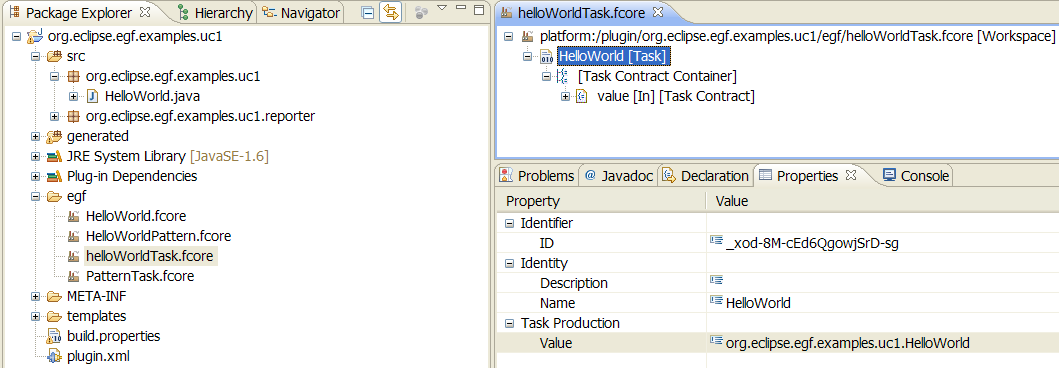 Package Explorer Hierarchy Navigator
org.eclipse.egf.examples.uc1
src
org.eclipse.egf.examples.uc1
HelloWorld.java
org.eclipse.egf.examples.uc1.reporter
generated
JRE System Library [JavaSE-1.6]
Plug-in Dependencies
egf
HelloWorld.fcore
HelloWorldPattern.fcore
helloWorldTask.fcore
PatternTask.fcore
META-INF
templates
build.properties
plugin.xml
helloWorldTask.fcore
platform:/plugin/org.eclipse.egf.examples.uc1/egf/helloWorldTask.fcore [Workspace]
HelloWorld [Task]
[Task Contract Container]
value [In] [Task Contract]
Problems @ Javadoc Declaration Properties Console
Property Value
Identifier
ID _xod-8M-cEd6QgowjSrD-sg
Identity
Description
Name HelloWorld
Task Production
Value org.eclipse.egf.examples.uc1.HelloWorld